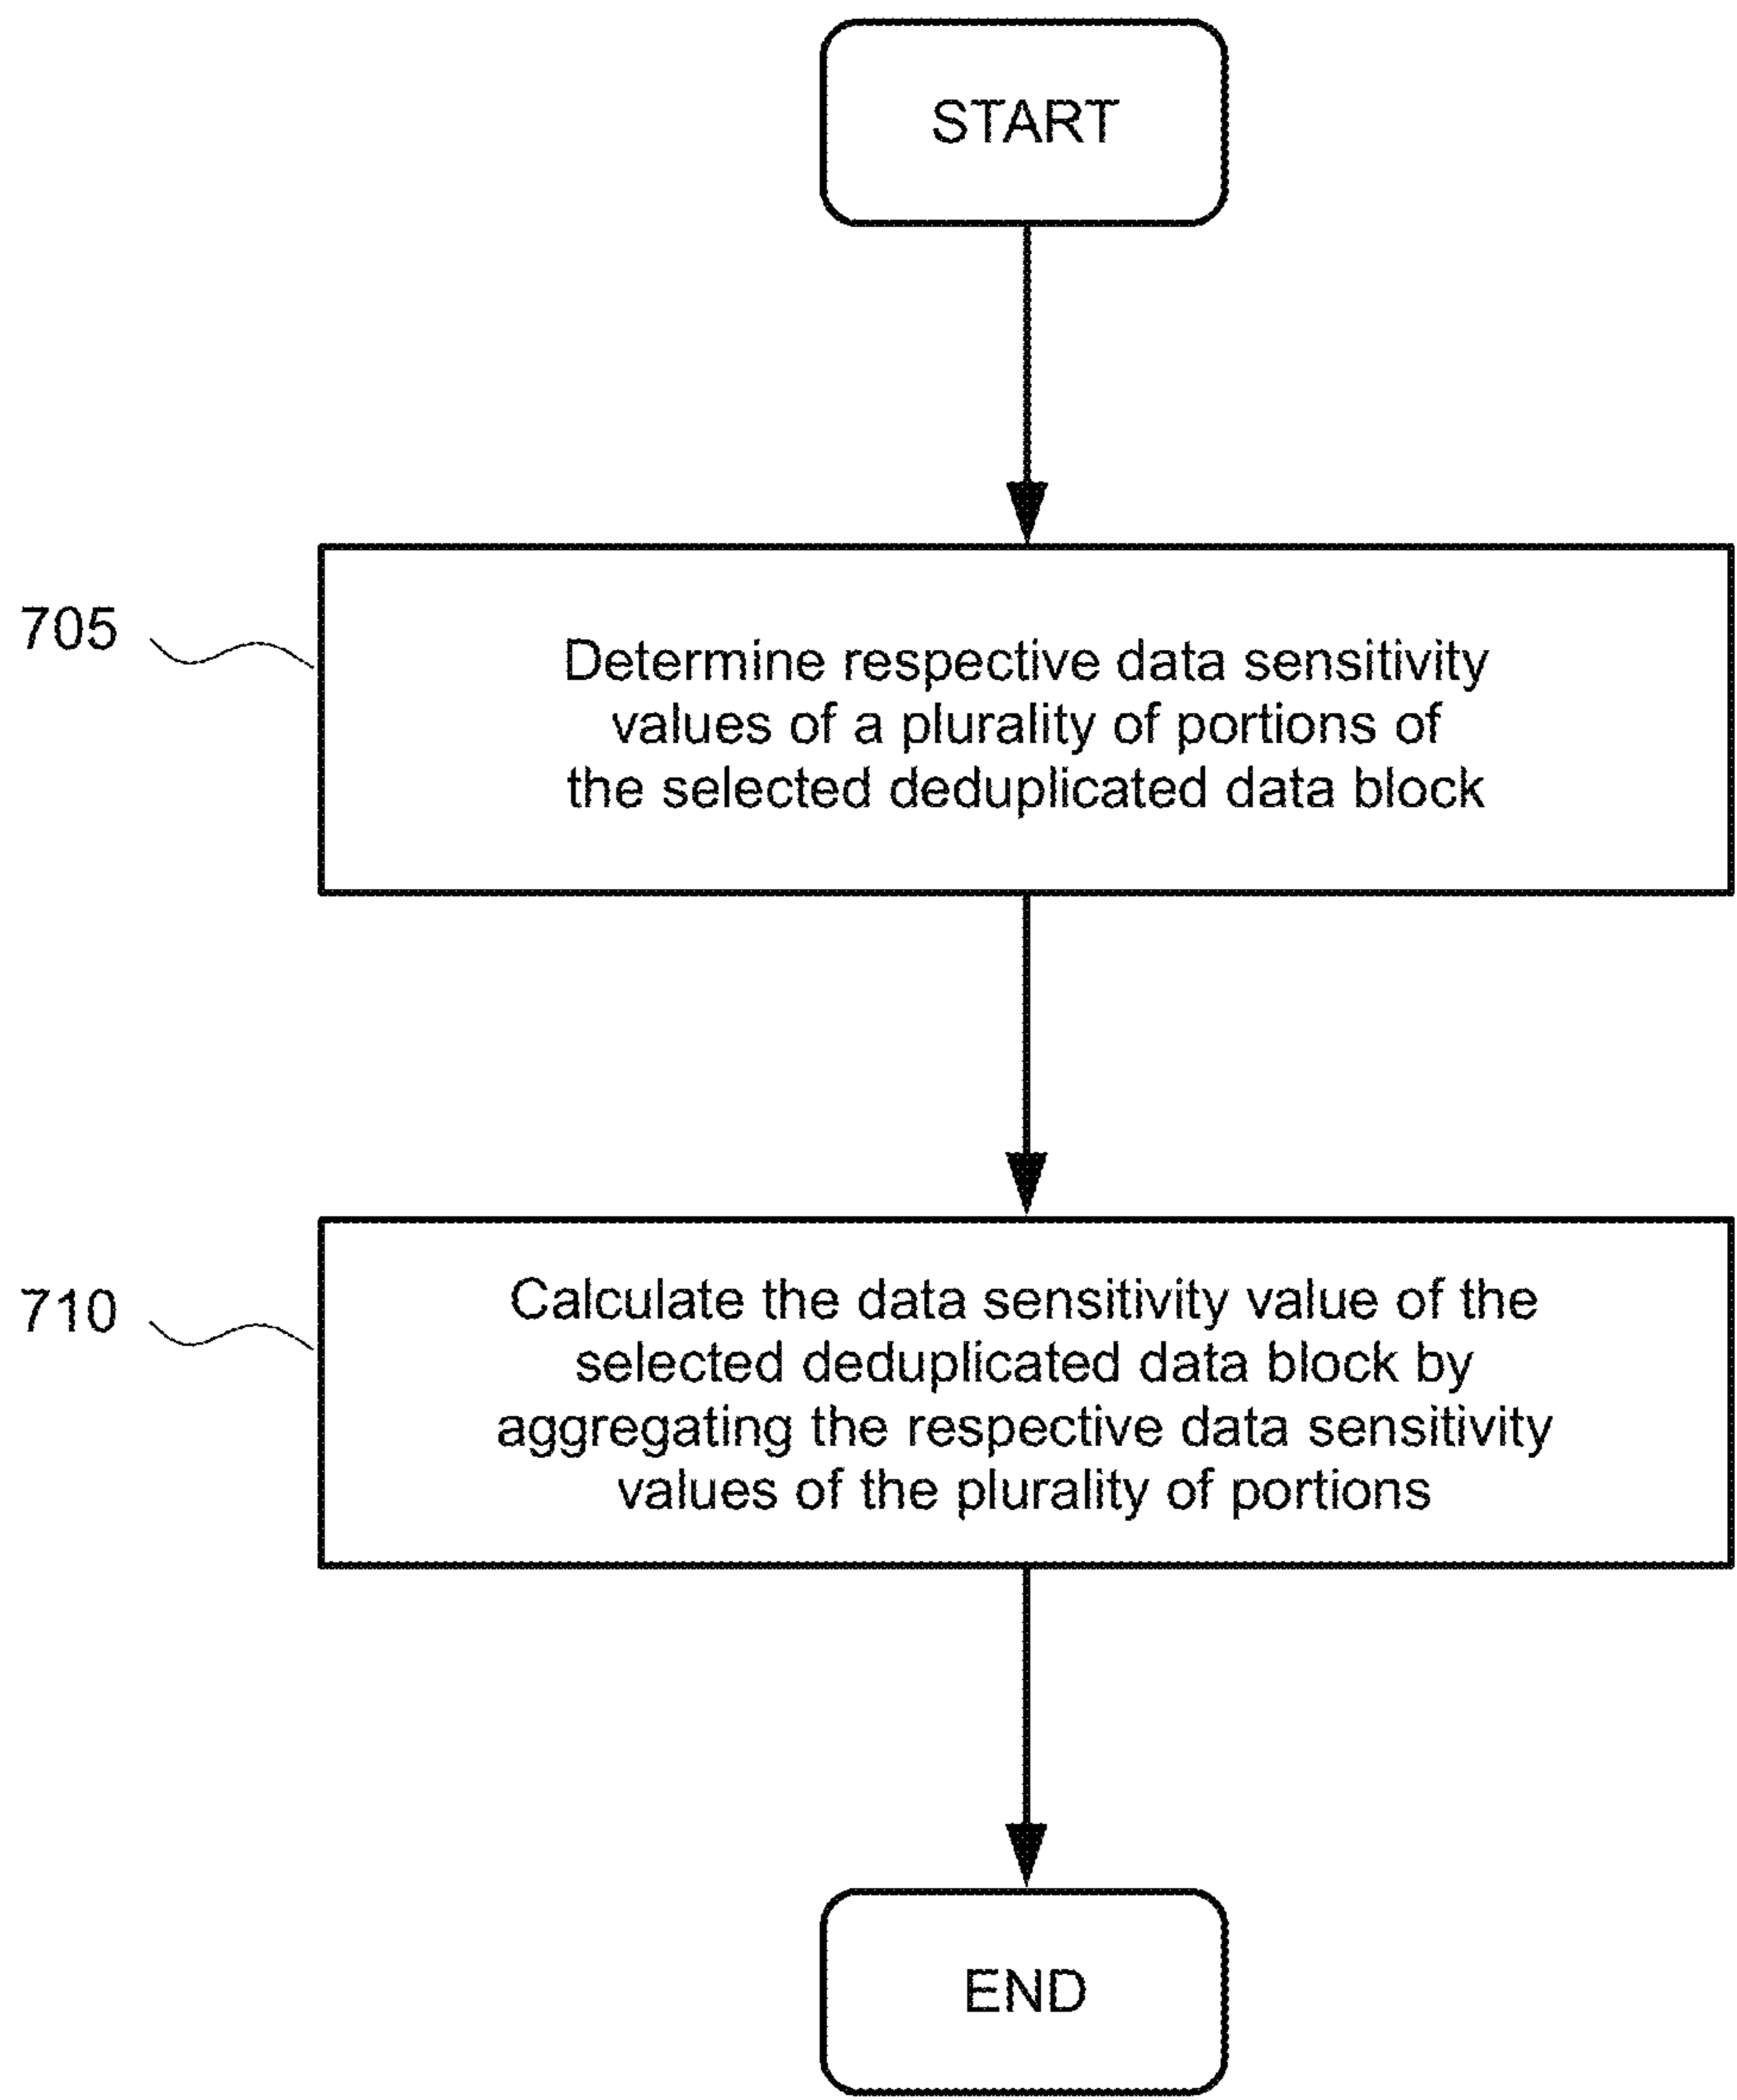 START
705
Determine respective data sensitivity
values of a plurality of portions of
the selected deduplicated data block
710
Calculate the data sensitivity value of the
selected deduplicated data block by
aggregating the respective data sensitivity
values of the plurality of portions
END